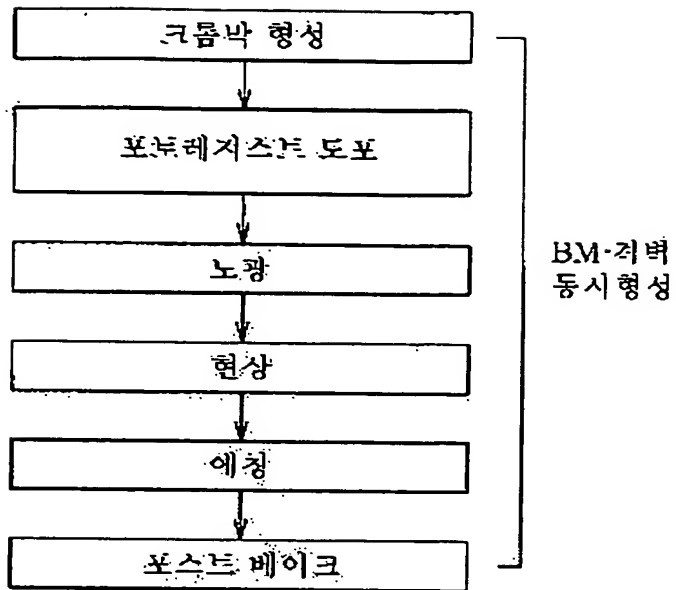 크롬박 형성
포토레지스트 도포
노광
현상
에칭
포스트 베이크
BM·격벽
동시형성